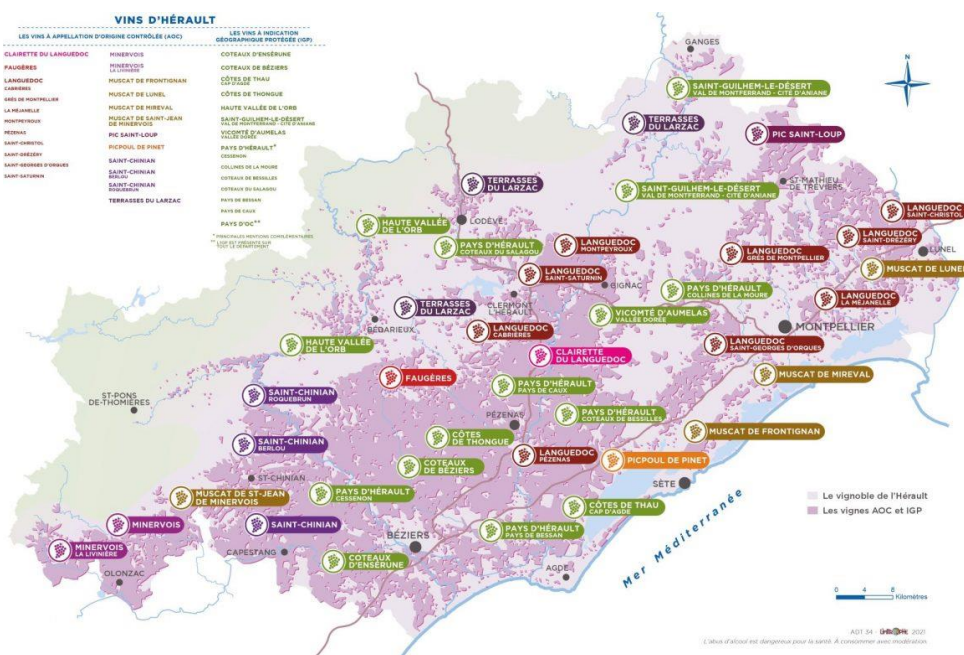 VINS D'HÉRAULT
LES VINS À APPELLATION D'ORIGINE CONTRÔLÉE (AOC)
CLAIRETTE DU LANGUEDOC
FAUGÈRES
LANGUEDOC
CABRIÈRES
GRÉS DE MONTPELLIER
LA MÉJANELLE
MONTPEYROUX
PÉZENAS
SAINT-CHRISTOL
SAINT-DRÉZÉRY
SAINT-GEORGES D'ORQUES
SAINT-SATURNIN
MINERVOIS
MINERVOIS
LA LIVINIÈRE
MUSCAT DE FRONTIGNAN
MUSCAT DE LUNEL
MUSCAT DE MIREVAL
MUSCAT DE SAINT-JEAN
DE MINERVOIS
PIC SAINT-LOUP
PICPOUL DE PINET
SAINT-CHINIAN
SAINT-CHINIAN
BERLOU
SAINT-CHINIAN
ROQUEBRUN
TERRASSES DU LARZAC
LES VINS À INDICATION
GÉOGRAPHIQUE PROTÉGÉE (IGP)
COTEAUX D'ENSÉRUNE
COTEAUX DE BÉZIERS
CÔTES DE THAU
CAP D'AGDE
CÔTES DE THONGUE
HAUTE VALLÉE DE L'ORB
SAINT-GUILHEM-LE-DÉSERT
VAL DE MONTFERRAND - CITÉ D'ANIANE
VICOMTÉ D'AUMELAS
VALLÉE DORÉE
PAYS D'HÉRAULT*
CESSENON
COLLINES DE LA MOURE
COTEAUX DE BESSILLES
COTEAUX DU SALAGOU
PAYS DE BESSAN
PAYS DE CAUX
PAYS D'OC**
* PRINCIPALES MENTIONS COMPLÉMENTAIRES
** L'IGP EST PRÉSENTE SUR
TOUT LE DÉPARTEMENT
GANGES
SAINT-GUILHEM-LE-DÉSERT
VAL DE MONTFERRAND - CITÉ D'ANIANE
N
TERRASSES
DU LARZAC
PIC SAINT-LOUP
ST-MATHIEU
DE TRÉVIERS
TERRASSES
DU LARZAC
SAINT-GUILHEM-LE-DÉSERT
VAL DE MONTFERRAND - CITÉ D'ANIANE
LANGUEDOC
SAINT-CHRISTOL
LODÈVE
HAUTE VALLÉE
DE L'ORB
LANGUEDOC
SAINT-DRÉZÉRY
PAYS D'HÉRAULT
COTEAUX DU SALAGOU
LANGUEDOC
MONTPEYROUX
LANGUEDOC
GRÉS DE MONTPELLIER
LUNEL
MUSCAT DE LUNEL
LANGUEDOC
SAINT-SATURNIN
GIGNAC
PAYS D'HÉRAULT
COLLINES DE LA MOURE
LANGUEDOC
LA MÉJANELLE
CLERMONT
L'HÉRAULT
TERRASSES
DU LARZAC
VICOMTÉ D'AUMELAS
VALLÉE DORÉE
BÉDARIEUX
LANGUEDOC
CABRIÈRES
MONTPELLIER
HAUTE VALLÉE
DE L'ORB
LANGUEDOC
SAINT-GEORGES D'ORQUES
CLAIRETTE
DU LANGUEDOC
FAUGÈRES
MUSCAT DE MIREVAL
PAYS D'HÉRAULT
PAYS DE CAUX
SAINT-CHINIAN
ROQUEBRUN
ST-PONS
DE-THOMIÈRES
PAYS D'HÉRAULT
COTEAUX DE BESSILLES
PÉZENAS
MUSCAT DE FRONTIGNAN
CÔTES
DE THONGUE
SAINT-CHINIAN
BERLOU
LANGUEDOC
PÉZENAS
PICPOUL DE PINET
COTEAUX
DE BÉZIERS
ST-CHINIAN
SÈTE
MUSCAT DE ST-JEAN
DE MINERVOIS
PAYS D'HÉRAULT
CESSENON
CÔTES DE THAU
CAP D'AGDE
Le vignoble de l'Hérault
Les vignes AOC et IGP
MINERVOIS
SAINT-CHINIAN
PAYS D'HÉRAULT
PAYS DE BESSAN
Mer Méditerranée
BÉZIERS
MINERVOIS
LA LIVINIÈRE
CAPESTANG
COTEAUX
D'ENSÉRUNE
OLONZAC
AGDE
0 4 8
Kilomètres
ADT 34 2021
L'abus d'alcool est dangereux pour la santé. À consommer avec modération.